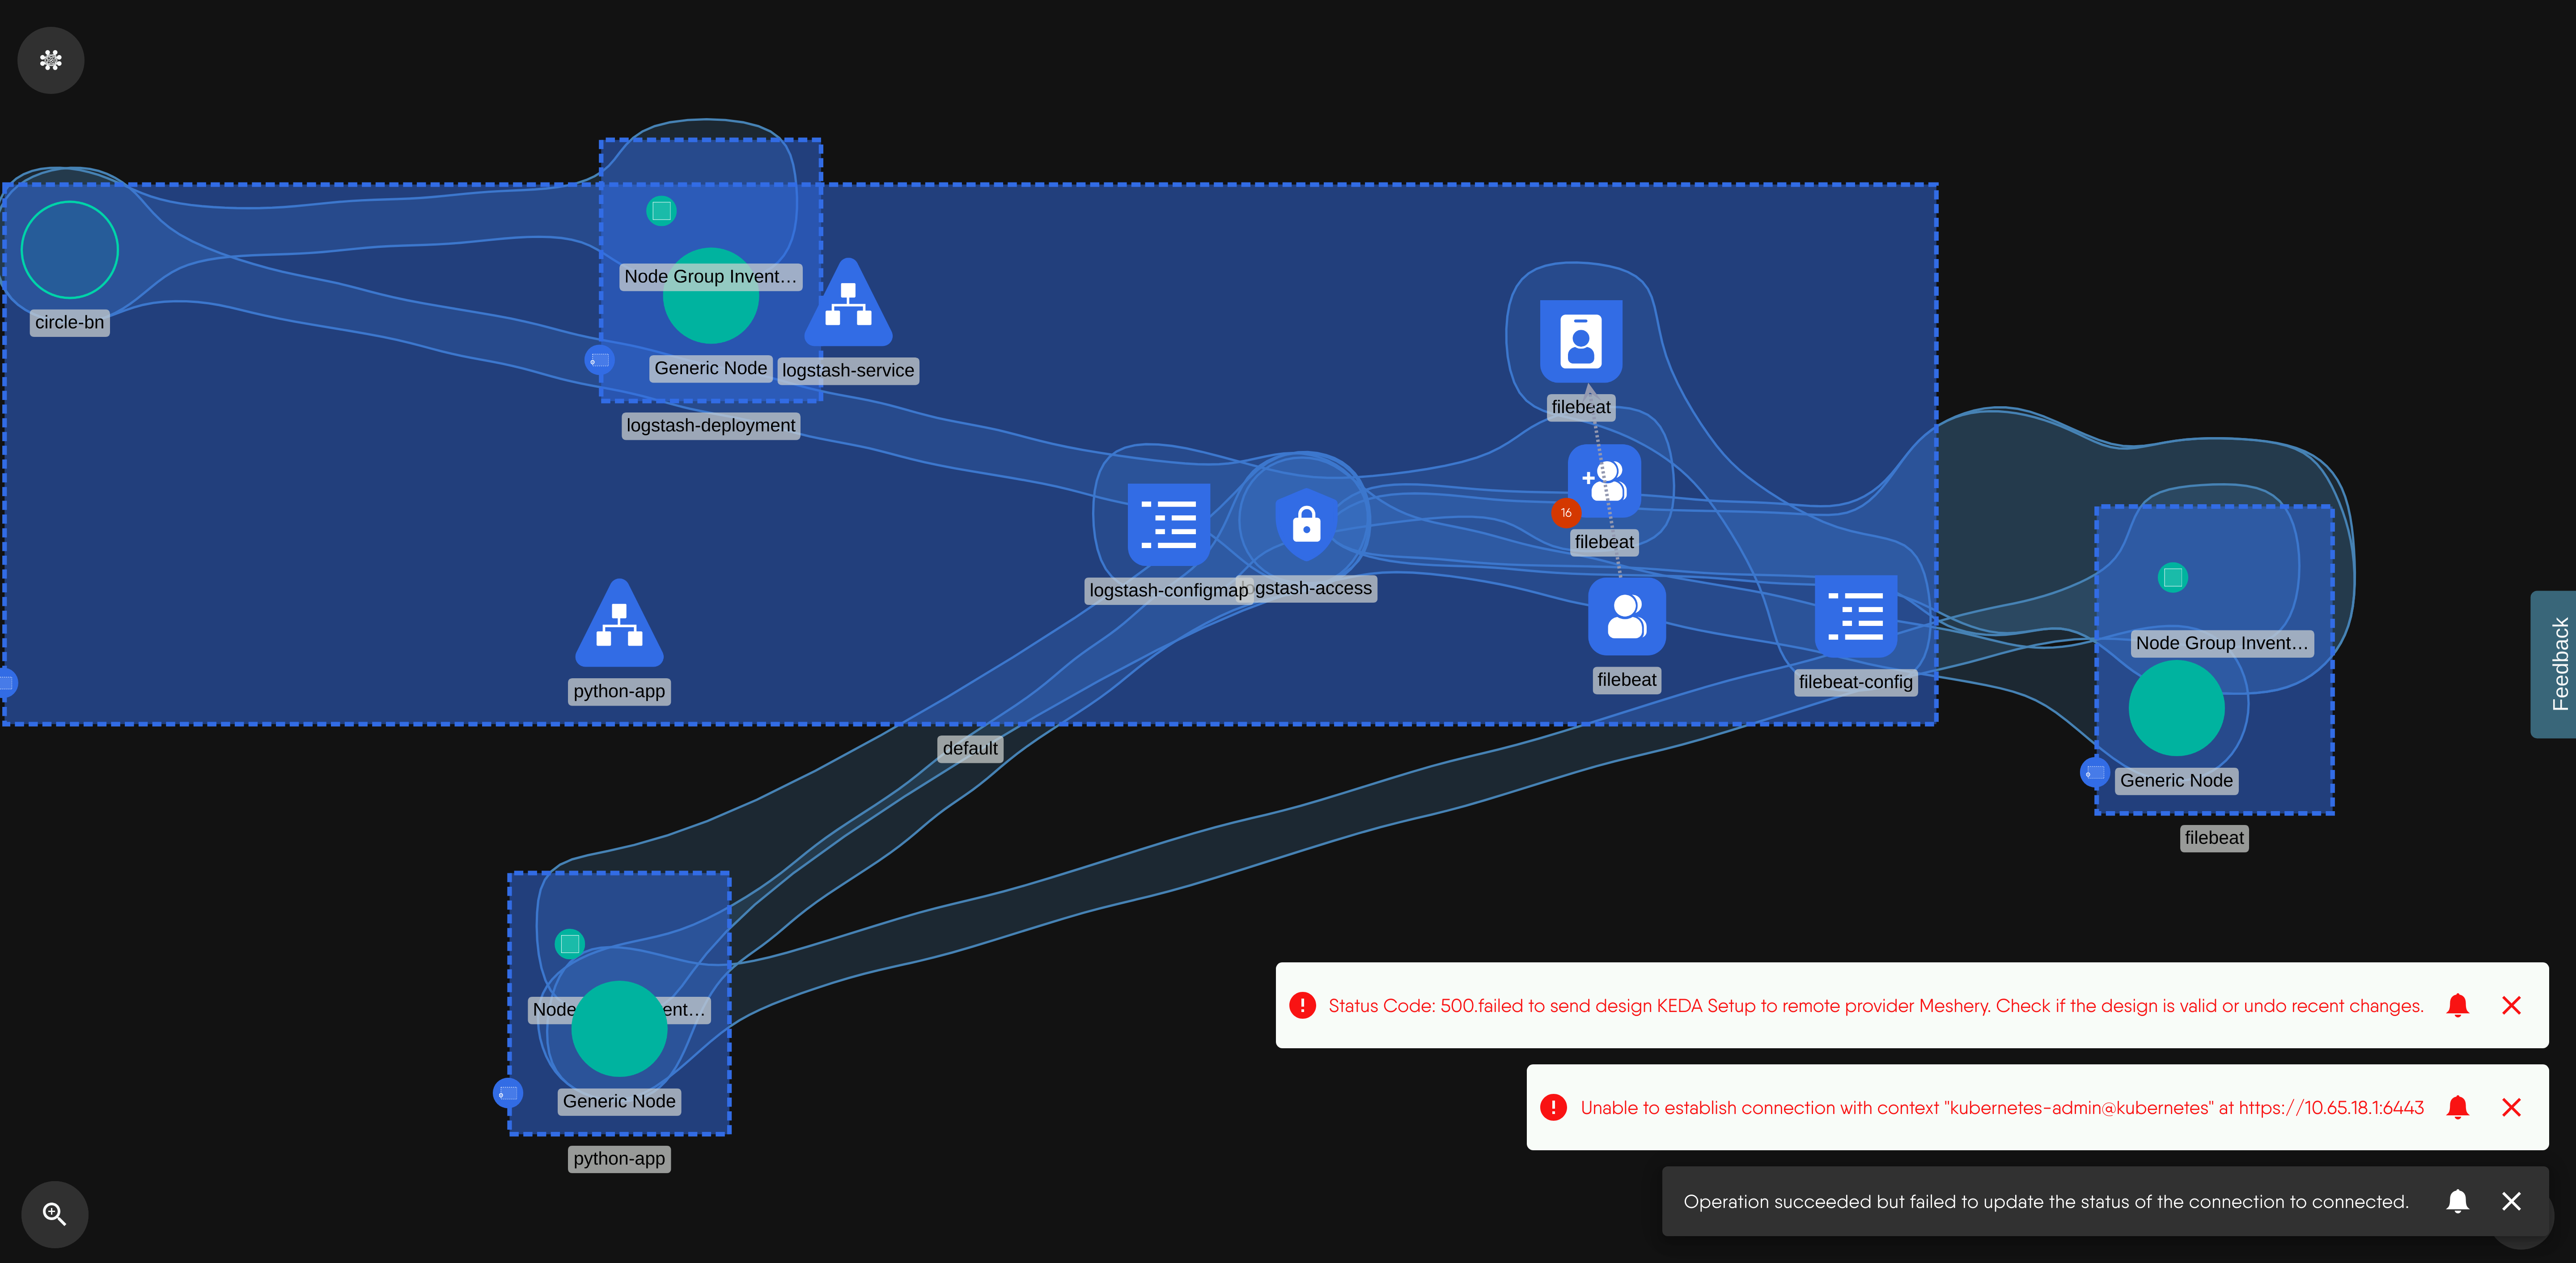 Node Group Invent...
circle-bn
Generic Node
logstash-service
logstash-deployment
filebeat
16
filebeat
logstash-configmap
gstash-access
filebeat
filebeat-config
python-app
default
Node Group Invent...
Generic Node
filebeat
Feedback
Node
ent...
Generic Node
python-app
Status Code: 500.failed to send design KEDA Setup to remote provider Meshery. Check if the design is valid or undo recent changes.
Unable to establish connection with context "kubernetes-admin@kubernetes" at https://10.65.18.1:6443
Operation succeeded but failed to update the status of the connection to connected.